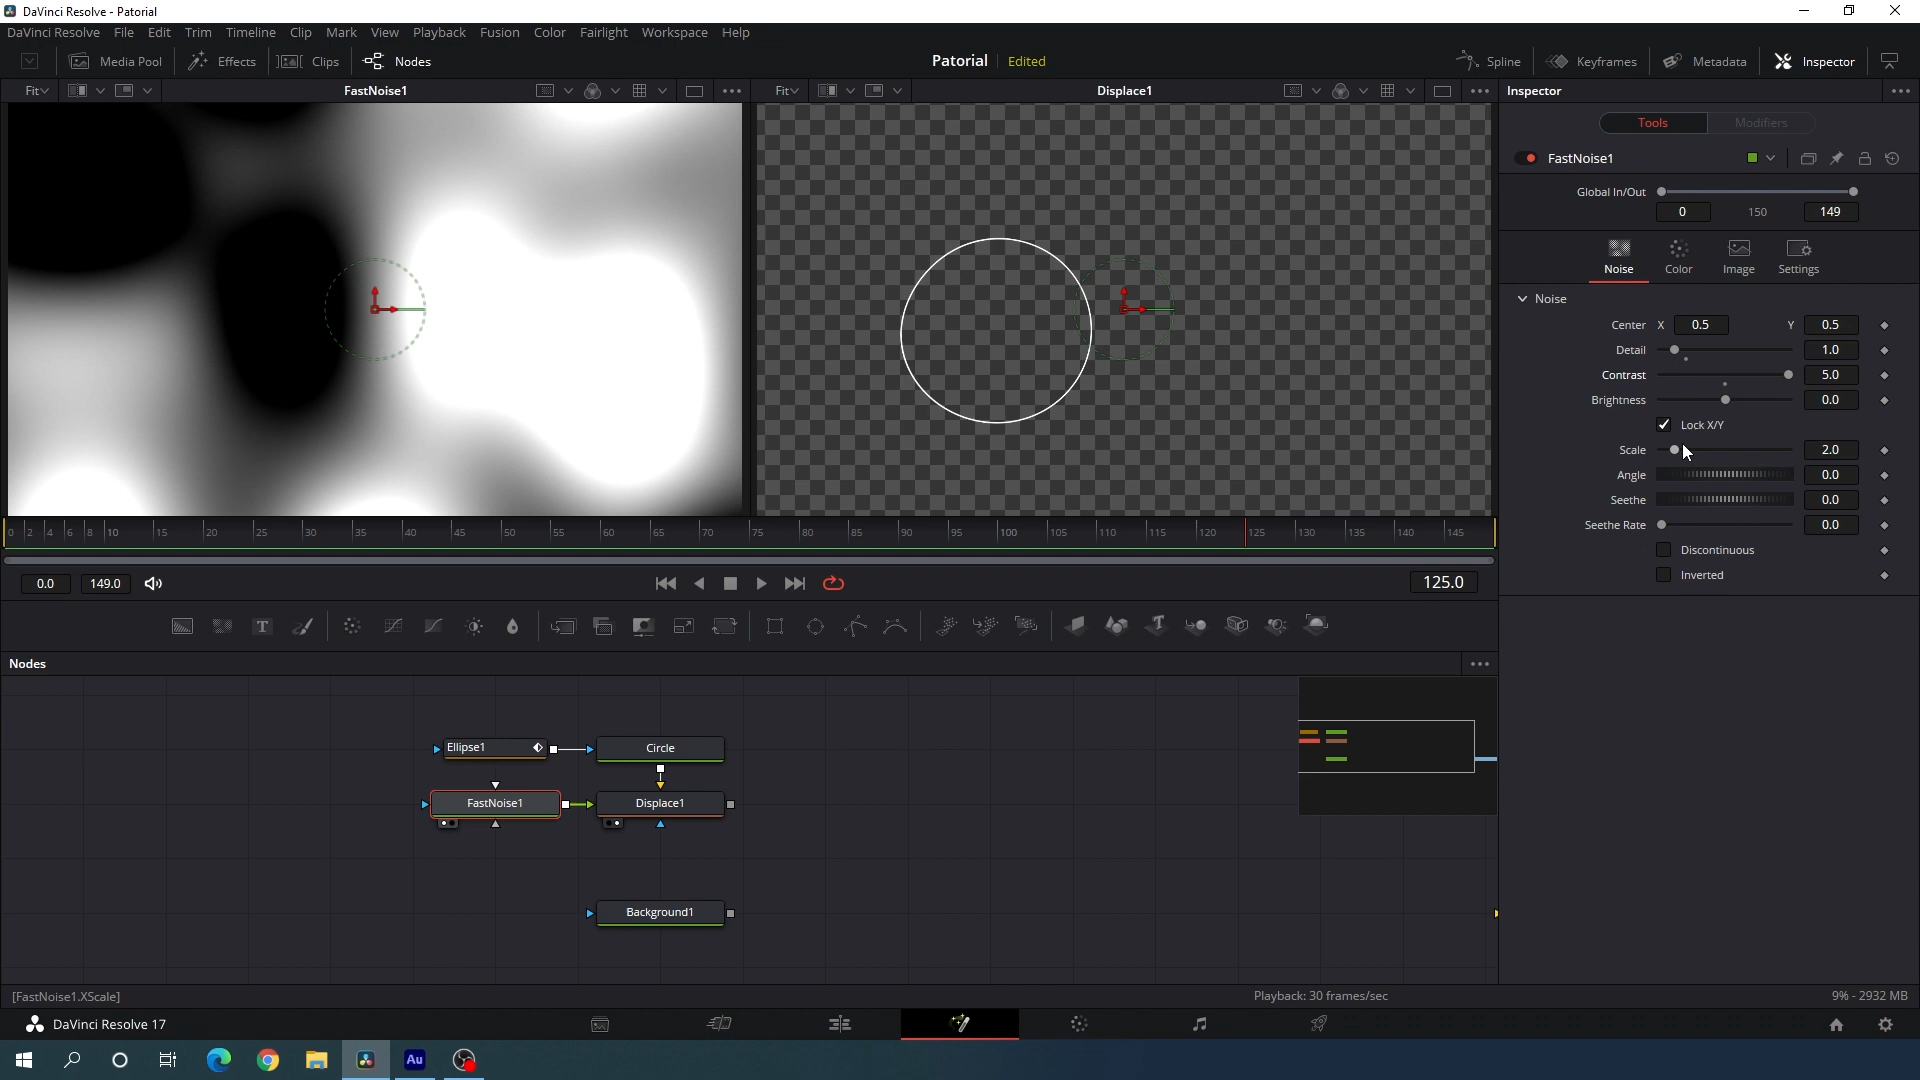 DaVinci Resolve - Patorial
DaVinci Resolve File Edit Trim Timeline Clip Mark View Playback Fusion Color Fairlight Workspace Help
Media Pool Effects Clips Nodes Patorial Edited Spline Keyframes Metadata Inspector
Fit FastNoise1 Fit Displace1 Inspector
Tools Modifiers
FastNoise1
Global In/Out
0 150 149
Noise Color Image Settings
Noise
Center X 0.5 Y 0.5
Detail 1.0
Contrast 5.0
Brightness 0.0
Lock X/Y
Scale 2.0
Angle 0.0
Seethe 0.0
Seethe Rate 0.0
Discontinuous
Inverted
0 2 4 6 8 10 15 20 25 30 35 40 45 50 55 60 65 70 75 80 85 90 95 100 105 110 115 120 125 130 135 140 145
0.0 149.0 125.0
T T
Nodes
Ellipse1 Circle
FastNoise1 Displace1
Background1
[FastNoise1.XScale] Playback: 30 frames/sec 9% - 2932 MB
DaVinci Resolve 17
Au